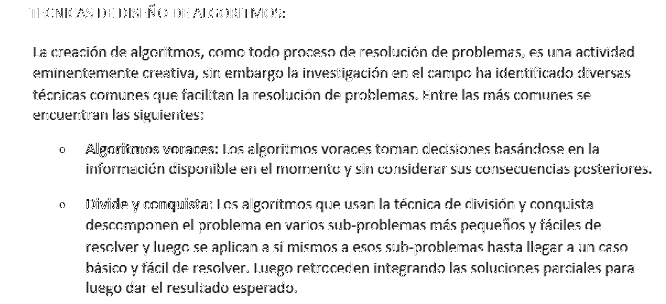 TECNICAS DE DISEÑO DE ALGORITMOS:
La creación de algoritmos, como todo proceso de resolución de problemas, es una actividad
eminentemente creativa, sin embargo la investigación en el campo ha identificado diversas
técnicas comunes que facilitan la resolución de problemas. Entre las más comunes se
encuentran las siguientes:
o Algoritmos voraces: Los algoritmos voraces toman decisiones basándose en la
información disponible en el momento y sin considerar sus consecuencias posteriores.
o Divide y conquista: Los algoritmos que usan la técnica de división y conquista
descomponen el problema en varios sub-problemas más pequeños y fáciles de
resolver y luego se aplican a sí mismos a esos sub-problemas hasta llegar a un caso
básico y fácil de resolver. Luego retroceden integrando las soluciones parciales para
luego dar el resultado esperado.